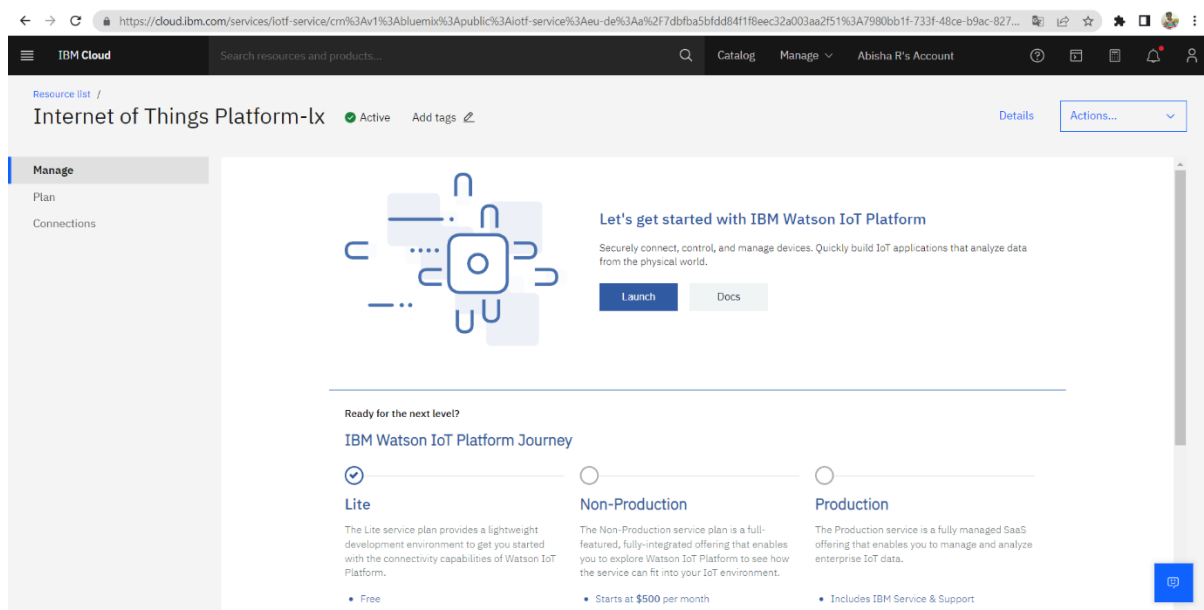 https://cloud.ibm.com/services/iotf-service/crn%3Av1%3Abluemix%3Apublic%3Aiotf-service%3Aeu-de%3Aa%2F7dbfba5bfdd84f1f8eec32a003aa2f51%3A7980bb1f-733f-48ce-b9ac-827...
IBM Cloud
Search resources and products...
Catalog
Manage
Abisha R's Account
Resource list /
Internet of Things Platform-lx
Active
Add tags
Details
Actions...
Manage
Plan
Connections
Let's get started with IBM Watson IoT Platform
Securely connect, control, and manage devices. Quickly build IoT applications that analyze data
from the physical world.
Launch
Docs
Ready for the next level?
IBM Watson IoT Platform Journey
Lite
The Lite service plan provides a lightweight
development environment to get you started
with the connectivity capabilities of Watson IoT
Platform.
• Free
Non-Production
The Non-Production service plan is a full-
featured, fully-integrated offering that enables
you to explore Watson IoT Platform to see how
the service can fit into your IoT environment.
• Starts at $500 per month
Production
The Production service is a fully managed SaaS
offering that enables you to manage and analyze
enterprise IoT data.
• Includes IBM Service & Support